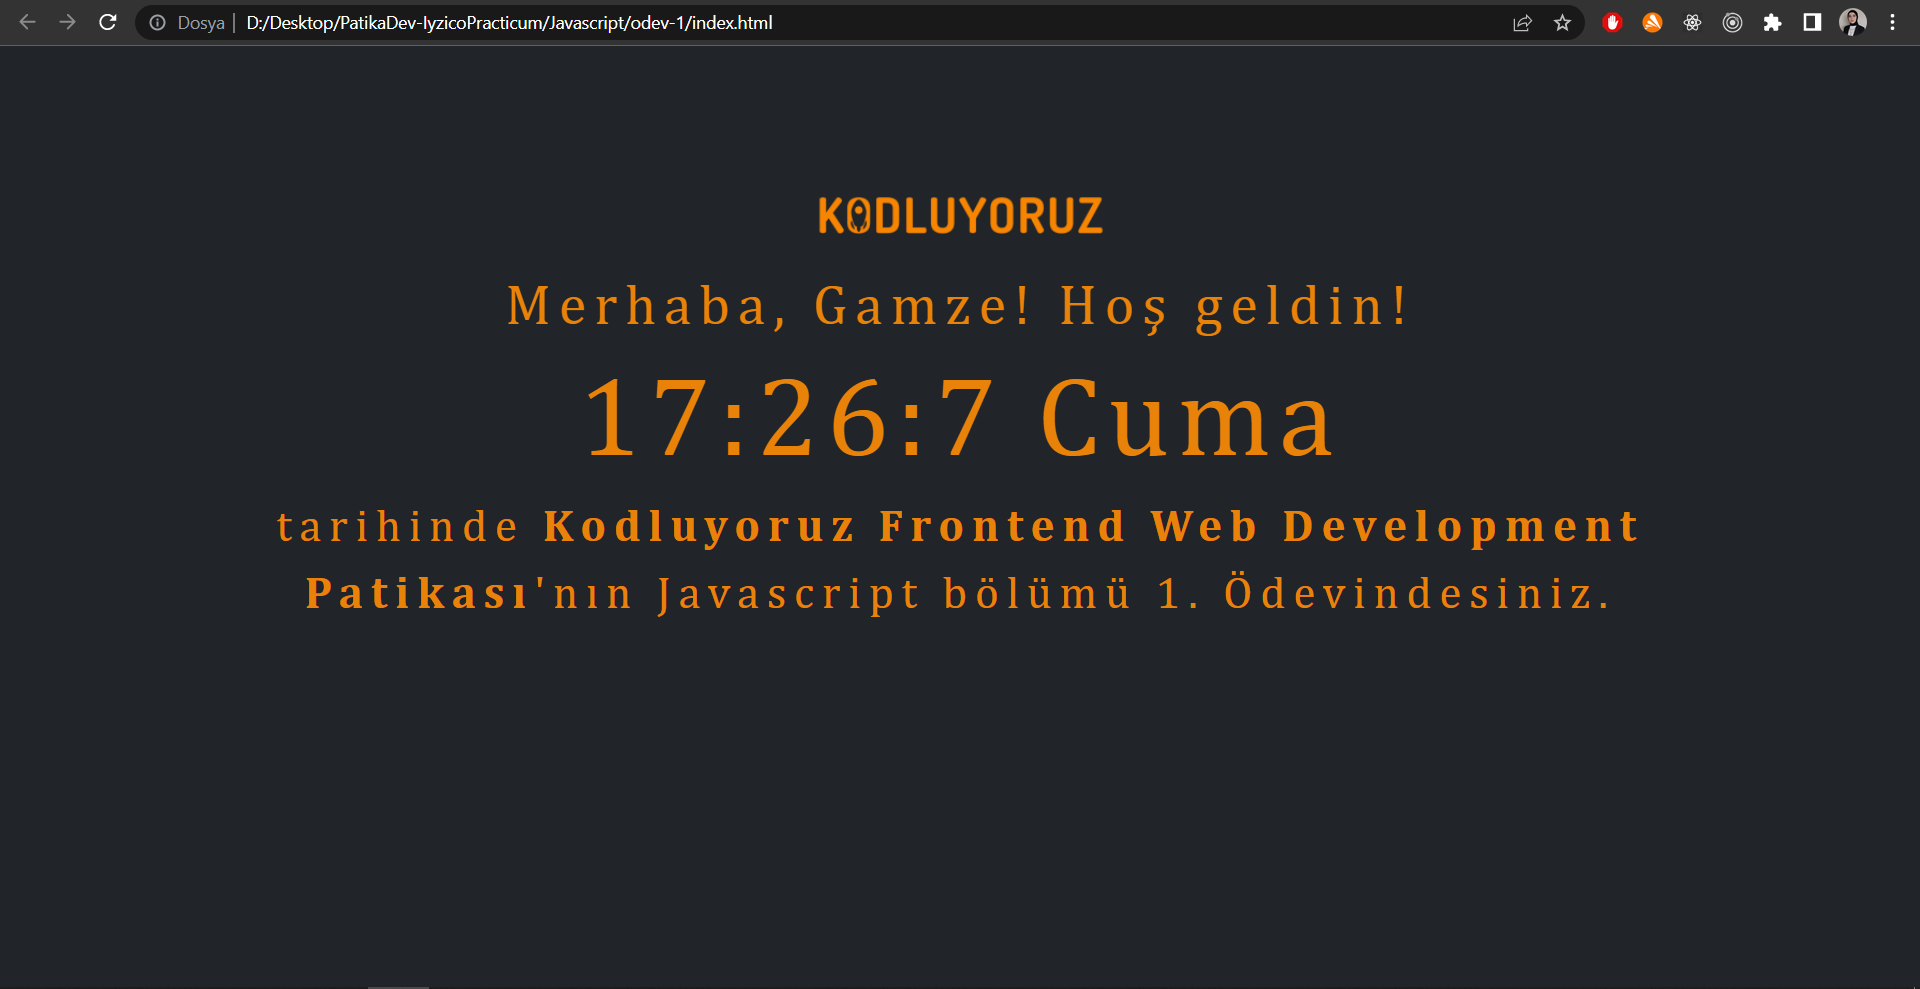 Dosya | D:/Desktop/PatikaDev-IyzicoPracticum/Javascript/odev-1/index.html
KODLUYORUZ
Merhaba, Gamze! Hoş geldin!
17:26:7 Cuma
tarihinde Kodluyoruz Frontend Web Development
Patikası'nın Javascript bölümü 1. Ödevindesiniz.